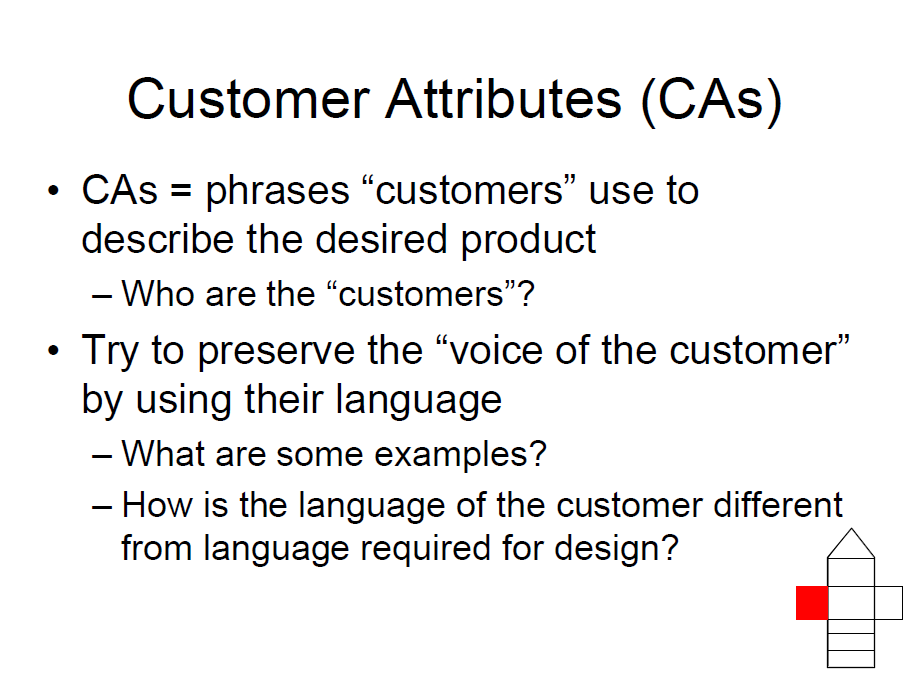 Customer Attributes (CAs)
• CAs = phrases “customers” use to
describe the desired product
– Who are the “customers”?
• Try to preserve the “voice of the customer”
by using their language
– What are some examples?
– How is the language of the customer different
from language required for design?